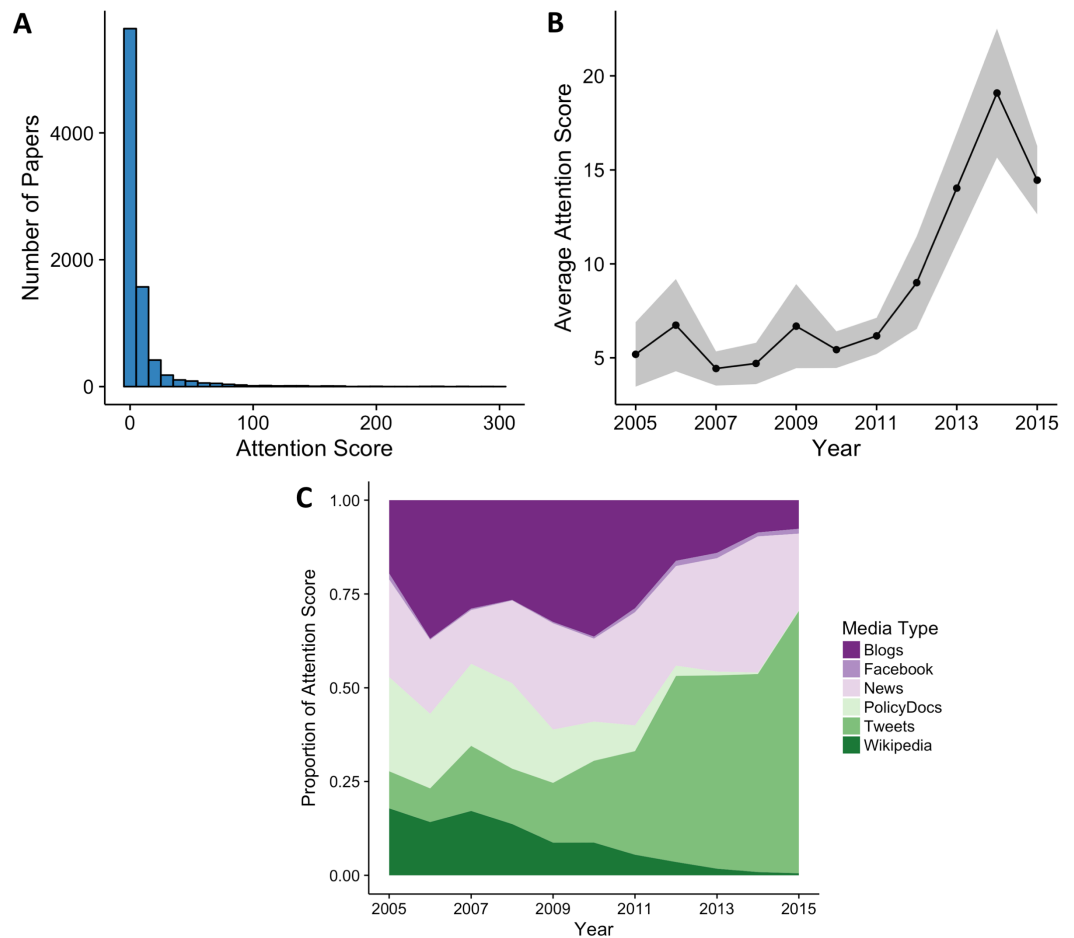 A
Number of Papers
4000
2000
0
0 100 200 300
Attention Score
B
Average Attention Score
20
15
10
5
2005 2007 2009 2011 2013 2015
Year
C
Proportion of Attention Score
1.00
0.75
0.50
0.25
0.00
2005 2007 2009 2011 2013 2015
Year
Media Type
Blogs
Facebook
News
PolicyDocs
Tweets
Wikipedia